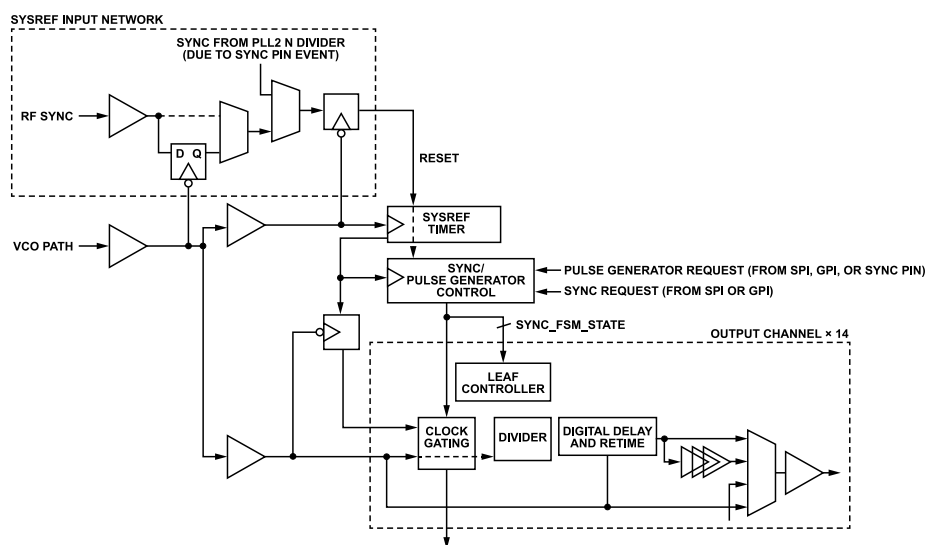 SYSREF INPUT NETWORK
SYNC FROM PLL2 N DIVIDER
(DUE TO SYNC PIN EVENT)
RF SYNC
D Q
RESET
VCO PATH
SYSREF
TIMER
SYNC/
PULSE GENERATOR
CONTROL
PULSE GENERATOR REQUEST (FROM SPI, GPI, OR SYNC PIN)
SYNC REQUEST (FROM SPI OR GPI)
SYNC_FSM_STATE
OUTPUT CHANNEL × 14
LEAF
CONTROLLER
CLOCK
GATING
DIVIDER
DIGITAL DELAY
AND RETIME